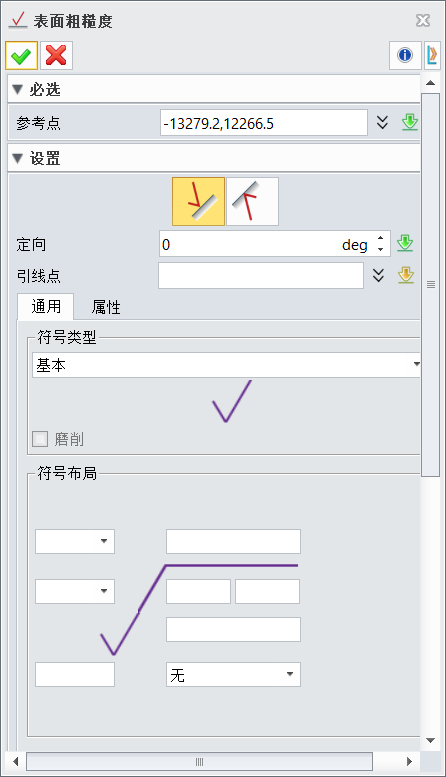 表面粗糙度
必选
参考点 -13279.2,12266.5
设置
定向 0 deg
引线点
通用 属性
符号类型
基本
磨削
符号布局
无